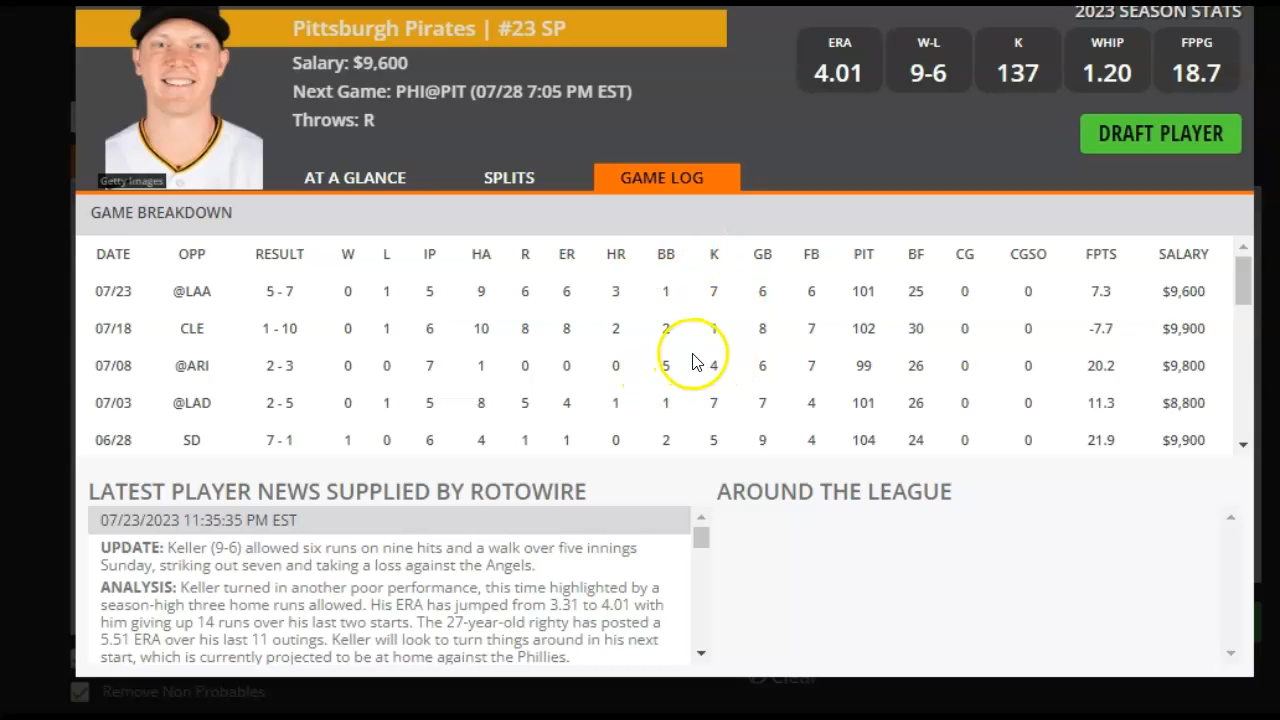 Pittsburgh Pirates | #23 SP
2023 SEASON STATS
Salary: $9,600
Next Game: PHI@PIT (07/28 7:05 PM EST)
Throws: R
ERA W-L K WHIP FPPG
4.01 9-6 137 1.20 18.7
DRAFT PLAYER
Getty Images
AT A GLANCE SPLITS GAME LOG
GAME BREAKDOWN
DATE OPP RESULT W L IP HA R ER HR BB K GB FB PIT BF CG CGSO FPTS SALARY
07/23 @LAA 5 - 7 0 1 5 9 6 6 3 1 7 6 6 101 25 0 0 7.3 $9,600
07/18 CLE 1 - 10 0 1 6 10 8 8 2 2 1 8 7 102 30 0 0 -7.7 $9,900
07/08 @ARI 2 - 3 0 0 7 1 0 0 0 5 4 6 7 99 26 0 0 20.2 $9,800
07/03 @LAD 2 - 5 0 1 5 8 5 4 1 1 7 7 4 101 26 0 0 11.3 $8,800
06/28 SD 7 - 1 1 0 6 4 1 1 0 2 5 9 4 104 24 0 0 21.9 $9,900
LATEST PLAYER NEWS SUPPLIED BY ROTOWIRE
07/23/2023 11:35:35 PM EST
UPDATE: Keller (9-6) allowed six runs on nine hits and a walk over five innings
Sunday, striking out seven and taking a loss against the Angels.
ANALYSIS: Keller turned in another poor performance, this time highlighted by a
season-high three home runs allowed. His ERA has jumped from 3.31 to 4.01 with
him giving up 14 runs over his last two starts. The 27-year-old righty has posted a
5.51 ERA over his last 11 outings. Keller will look to turn things around in his next
start, which is currently projected to be at home against the Phillies.
AROUND THE LEAGUE
Remove Non Probables
Clear